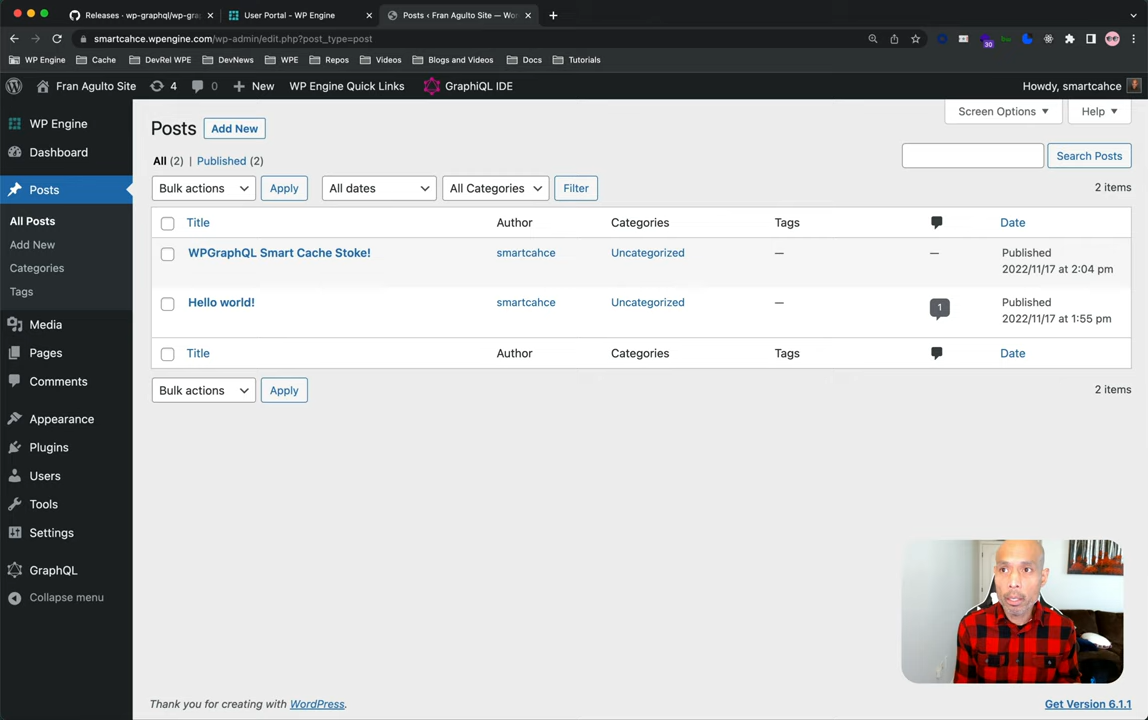 Releases · wp-graphql/wp-gra
User Portal - WP Engine
Posts ‹ Fran Agulto Site — Wo
smartcahce.wpengine.com/wp-admin/edit.php?post_type=post
30
WP Engine
Cache
DevRel WPE
DevNews
WPE
Repos
Videos
Blogs and Videos
Docs
Tutorials
Fran Agulto Site
4
0
New
WP Engine Quick Links
GraphiQL IDE
Howdy, smartcahce
WP Engine
Dashboard
Posts
All Posts
Add New
Categories
Tags
Media
Pages
Comments
Appearance
Plugins
Users
Tools
Settings
GraphQL
Collapse menu
Screen Options
Help
Posts
Add New
All (2) | Published (2)
Search Posts
Bulk actions
Apply
All dates
All Categories
Filter
2 items
Title
Author
Categories
Tags
Date
WPGraphQL Smart Cache Stoke!
smartcahce
Uncategorized
—
—
Published
2022/11/17 at 2:04 pm
Hello world!
smartcahce
Uncategorized
—
1
Published
2022/11/17 at 1:55 pm
Title
Author
Categories
Tags
Date
Bulk actions
Apply
2 items
Thank you for creating with WordPress.
Get Version 6.1.1